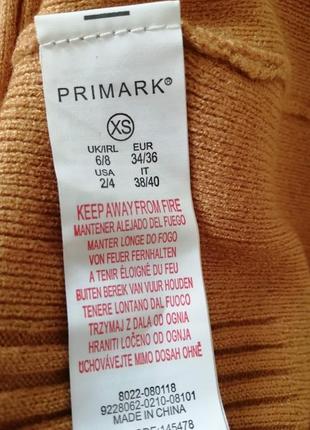 PRIMARK®
XS
UK/IRL EUR
6/8 34/36
USA IT
2/4 38/40
KEEP AWAY FROM FIRE
MANTENER ALEJADO DEL FUEGO
MANTER LONGE DO FOGO
VON FEUER FERNHALTEN
A TENIR ÉLOIGNÉ DU FEU
BUITEN BEREIK VAN VUUR HOUDEN
TENERE LONTANO DAL FUOCO
TRZYMAJ Z DALA OD OGNIA
HRANITI LOČENO OD OGNJA
UCHOVÁVEJTE MIMO DOSAH OHNĚ
8022-080118
9228062-0210-08101
MADE IN CHINA
145478